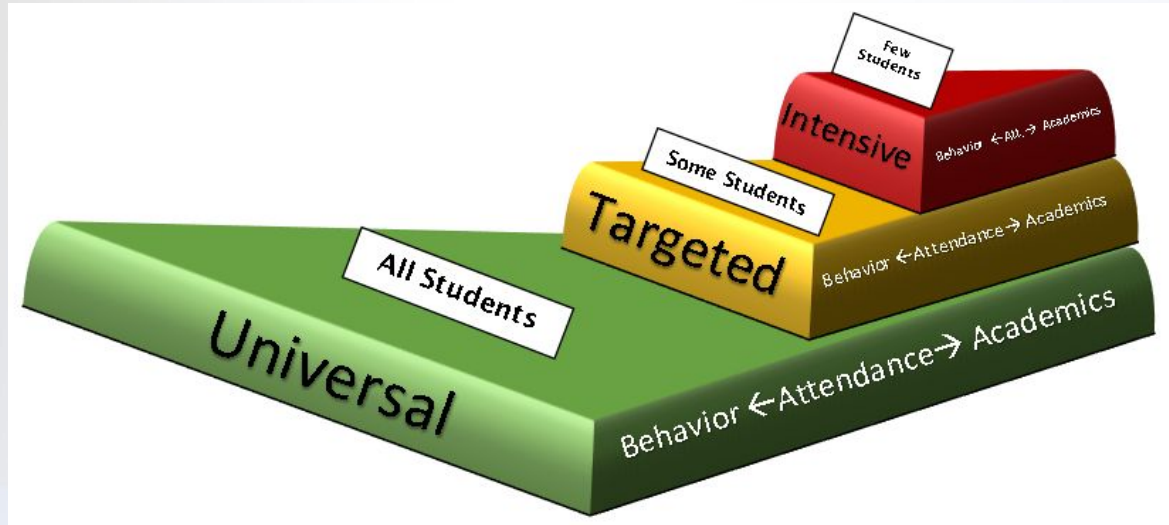 Few
Students
Intensive
Behavior ←Att.→ Academics
Some Students
Targeted
Behavior ←Attendance→ Academics
All Students
Universal
Behavior ←Attendance→ Academics